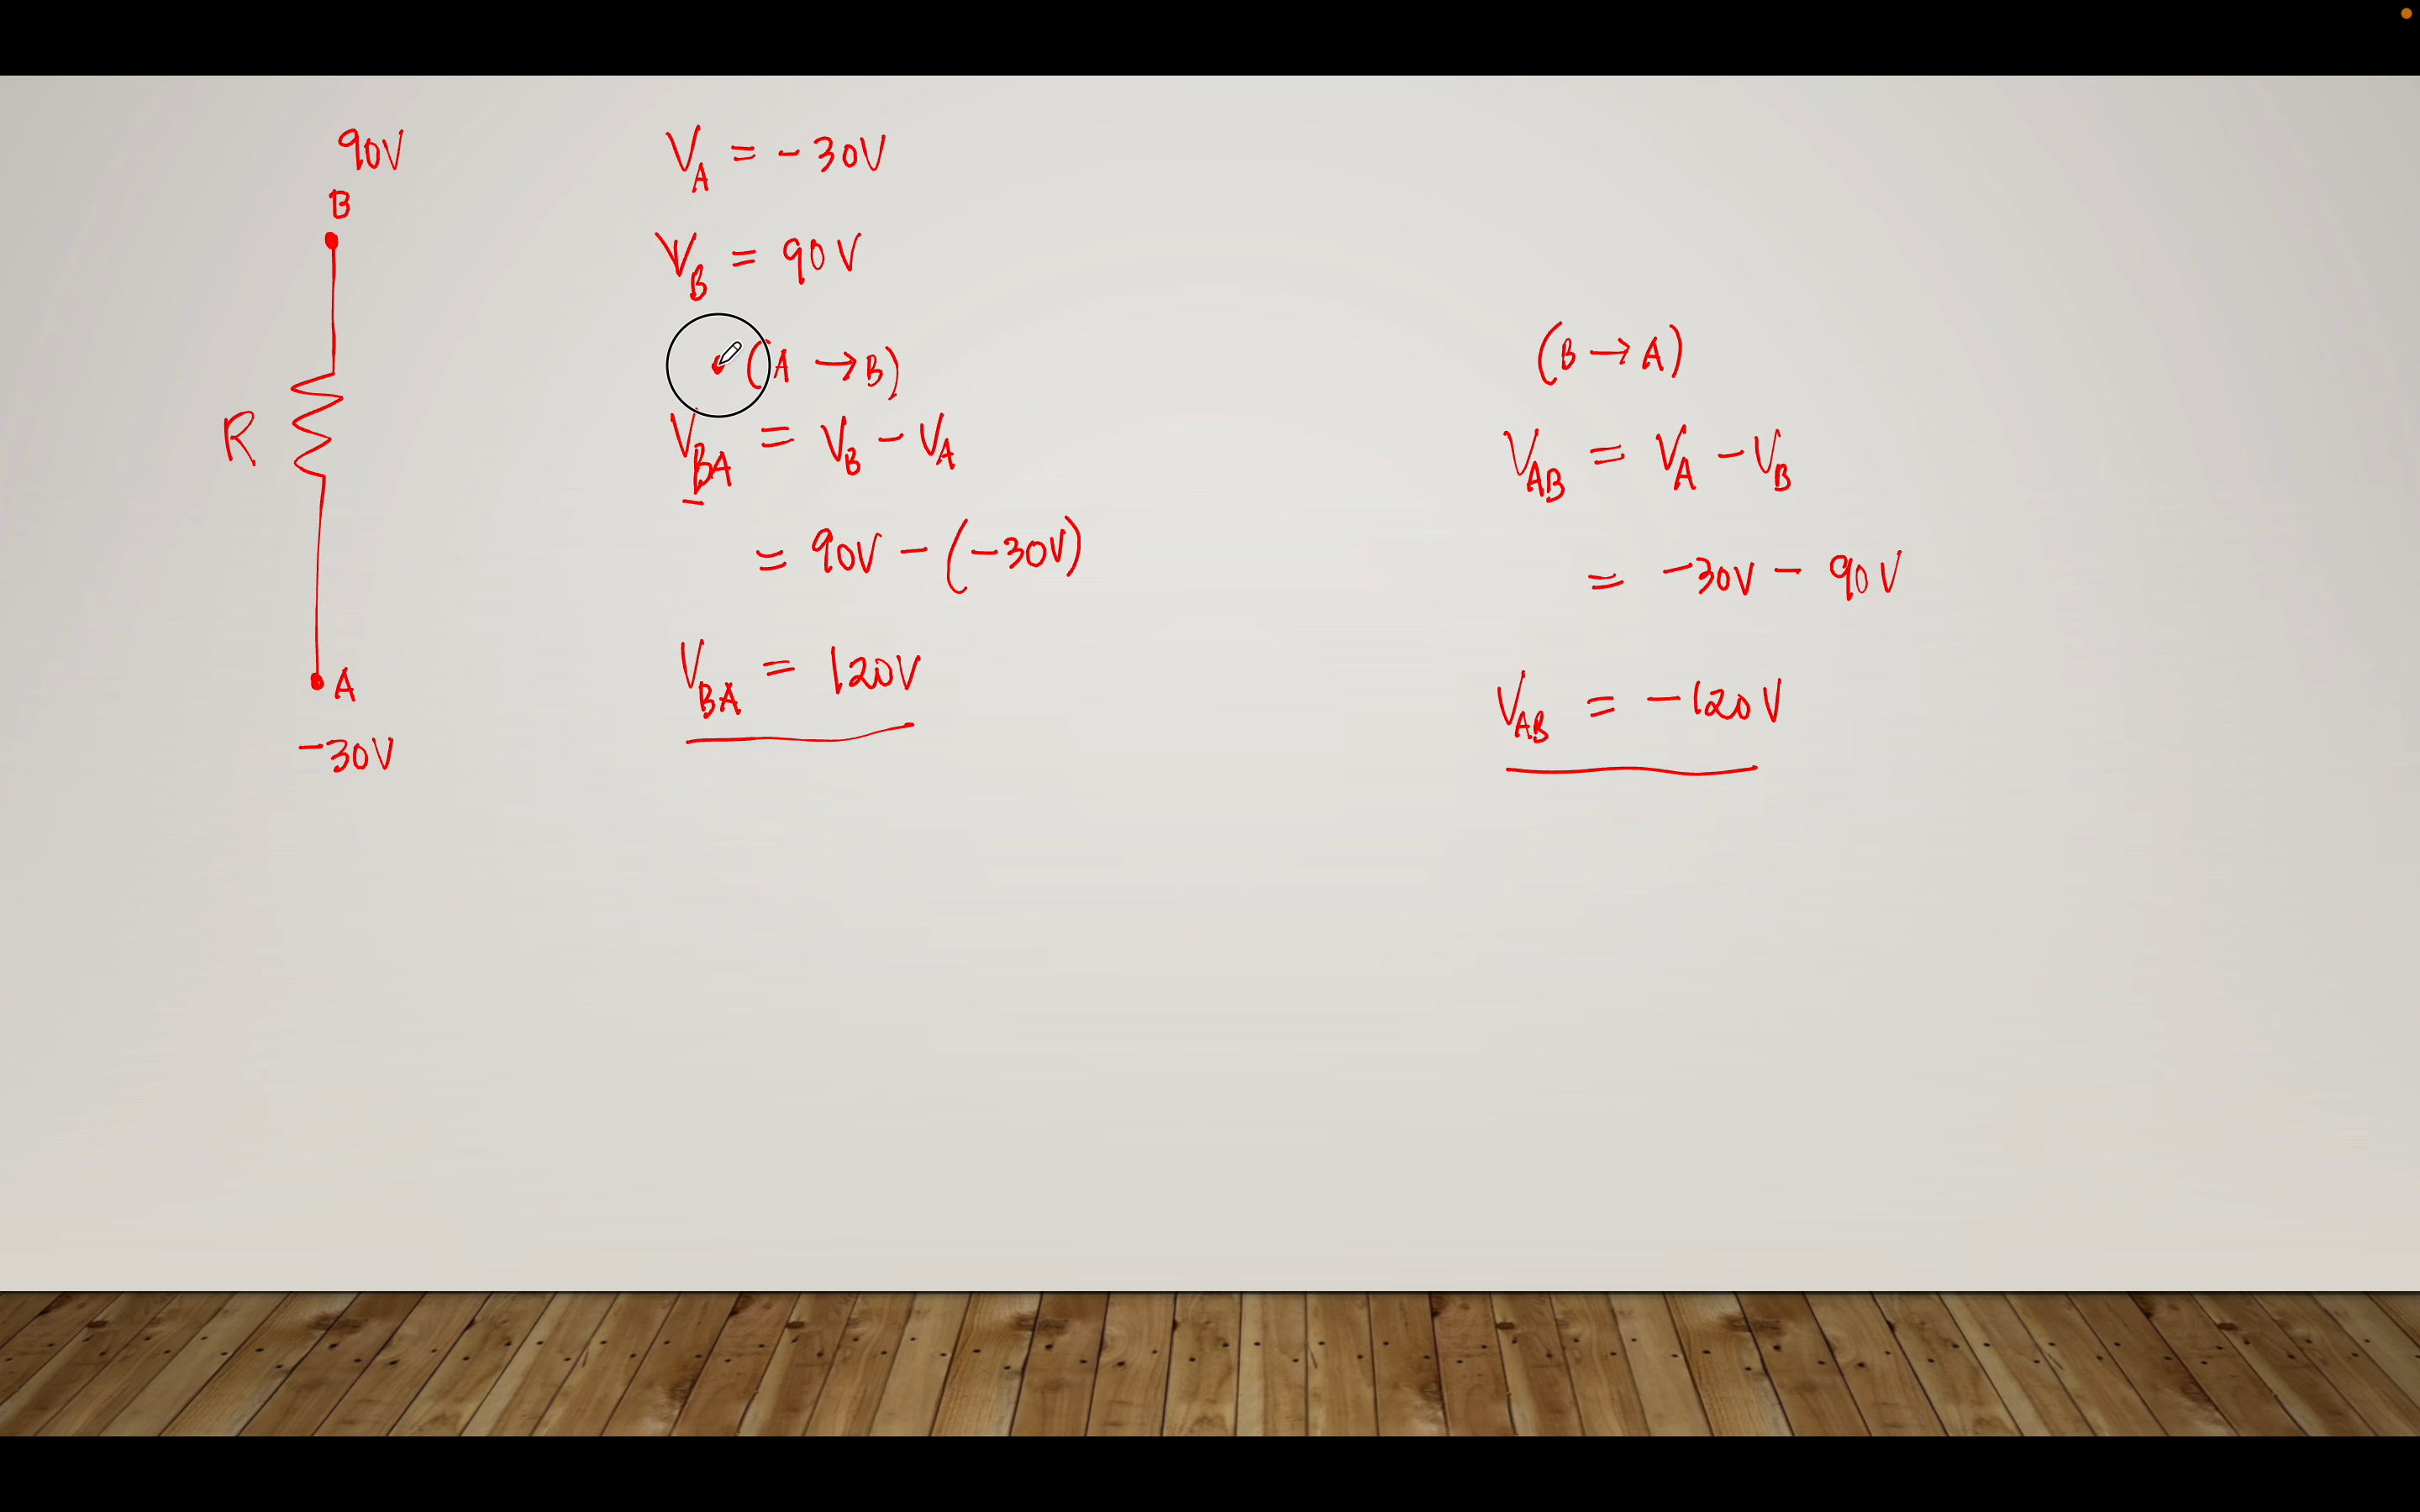 90V
B
R
A
-30V
V_A = -30V
V_B = 90V
(A → B)
V_BA = V_B - V_A
= 90V - (-30V)
V_BA = 120V
(B → A)
V_AB = V_A - V_B
= -30V - 90V
V_AB = -120V